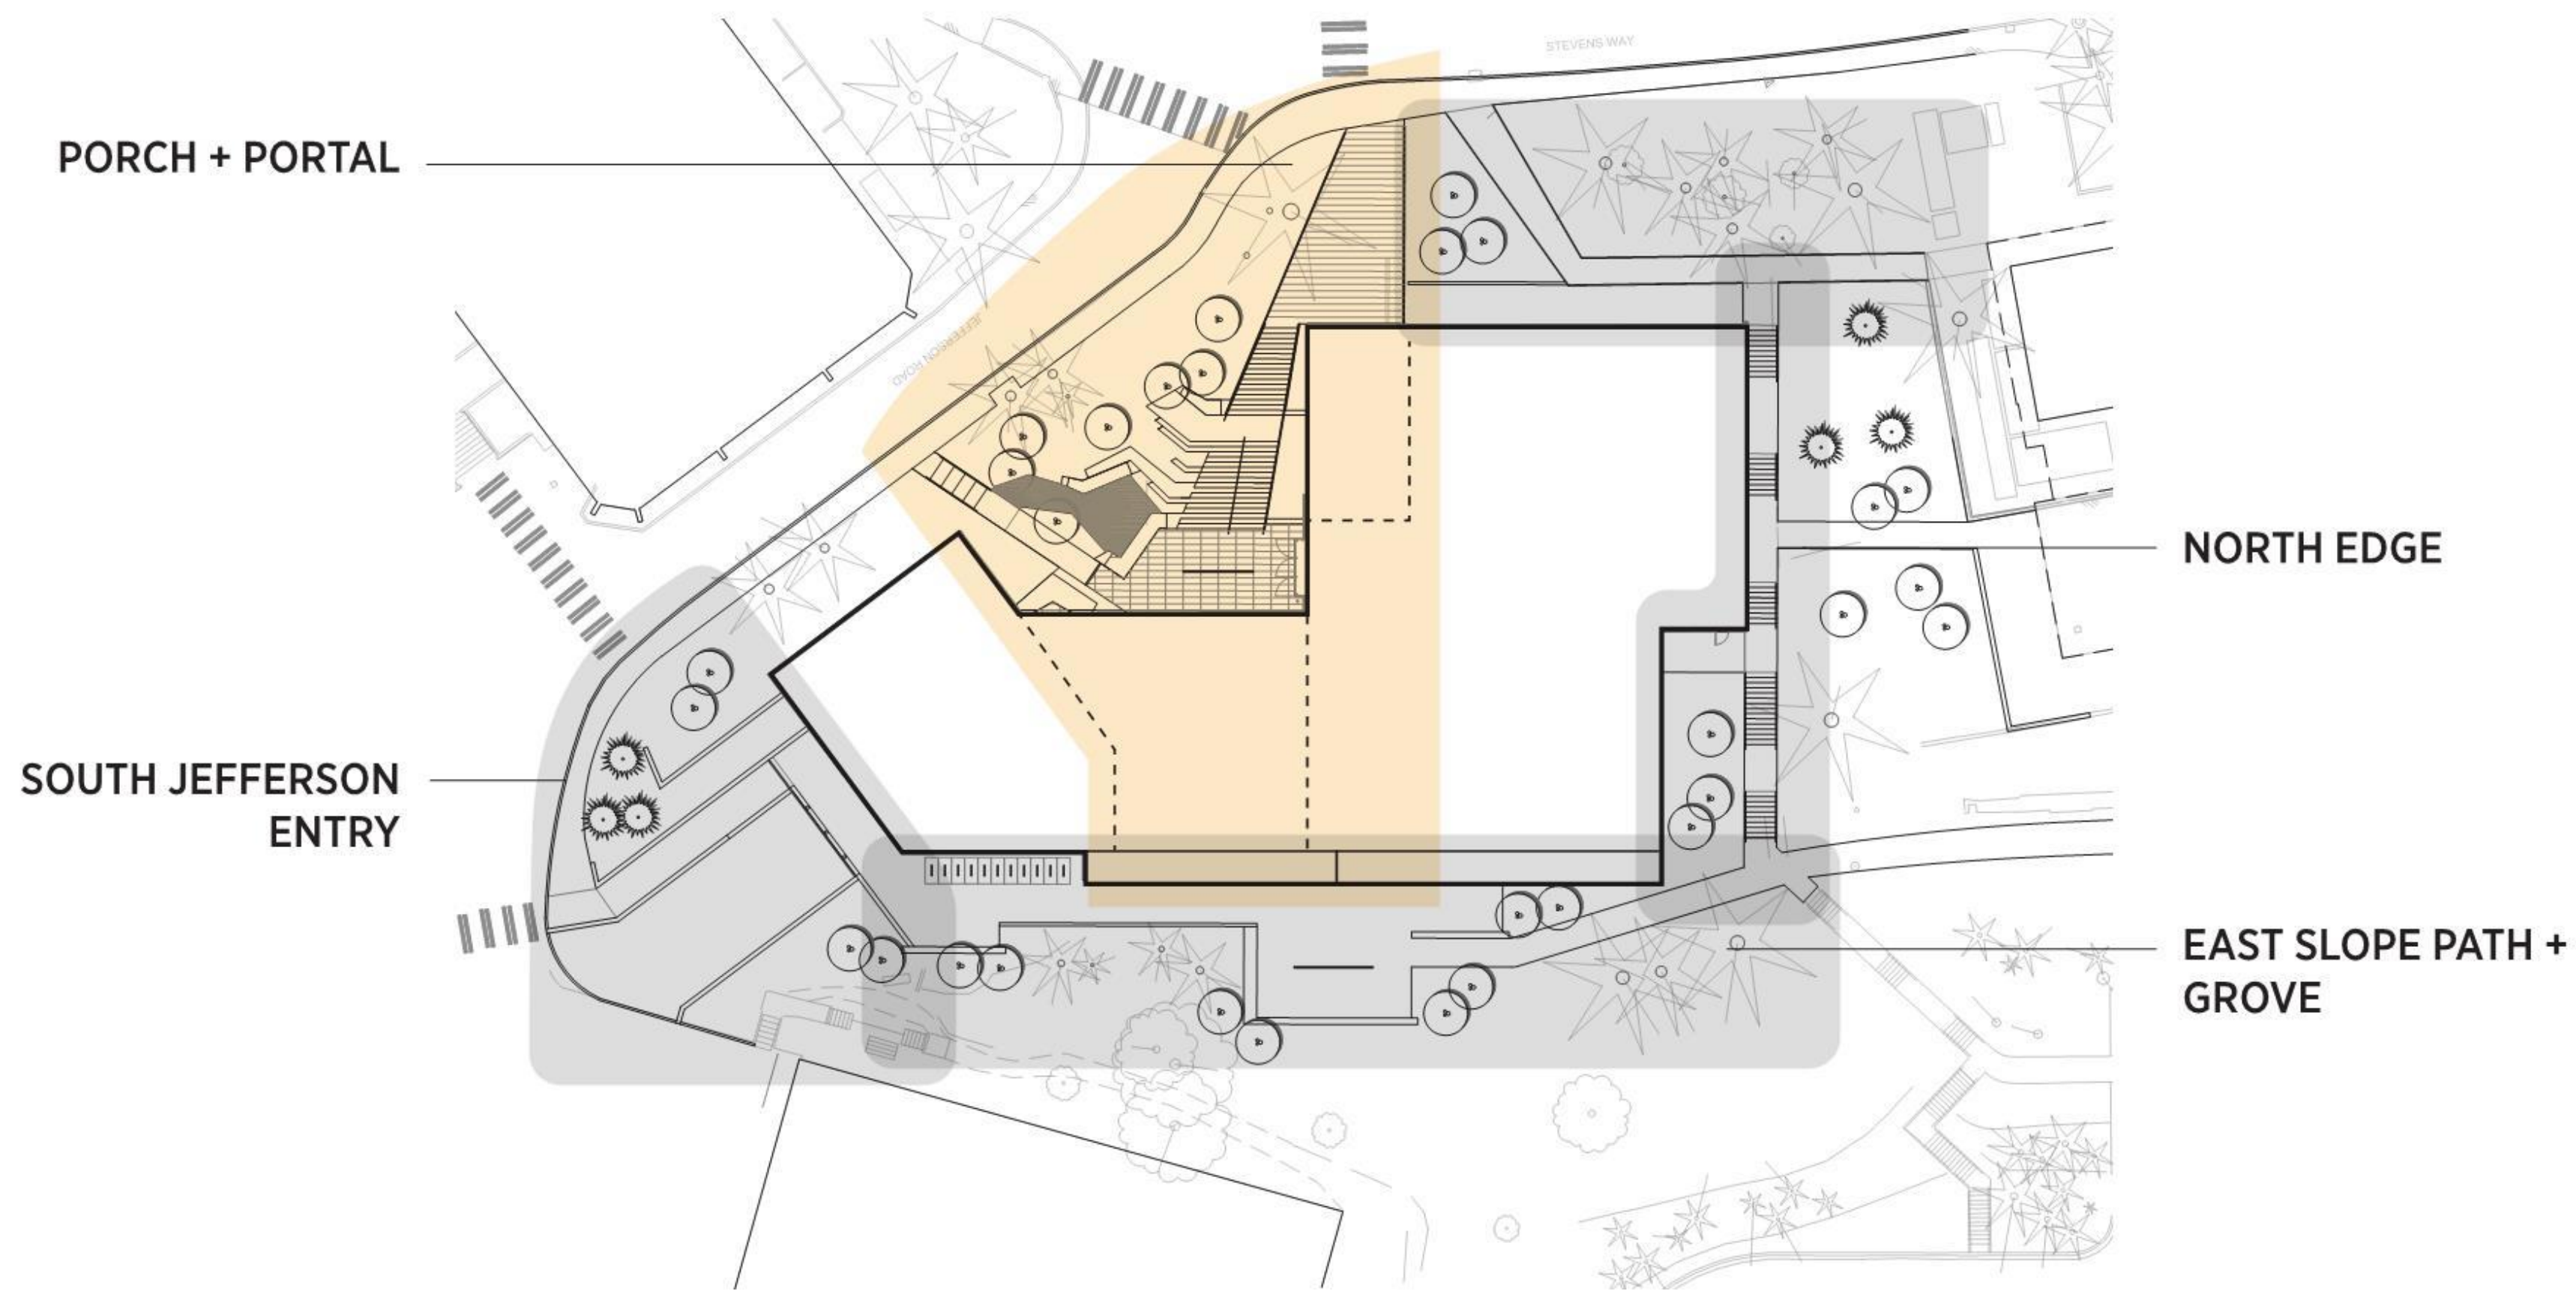 STEVENS WAY
PORCH + PORTAL
JEFFERSON ROAD
NORTH EDGE
SOUTH JEFFERSON
ENTRY
EAST SLOPE PATH +
GROVE